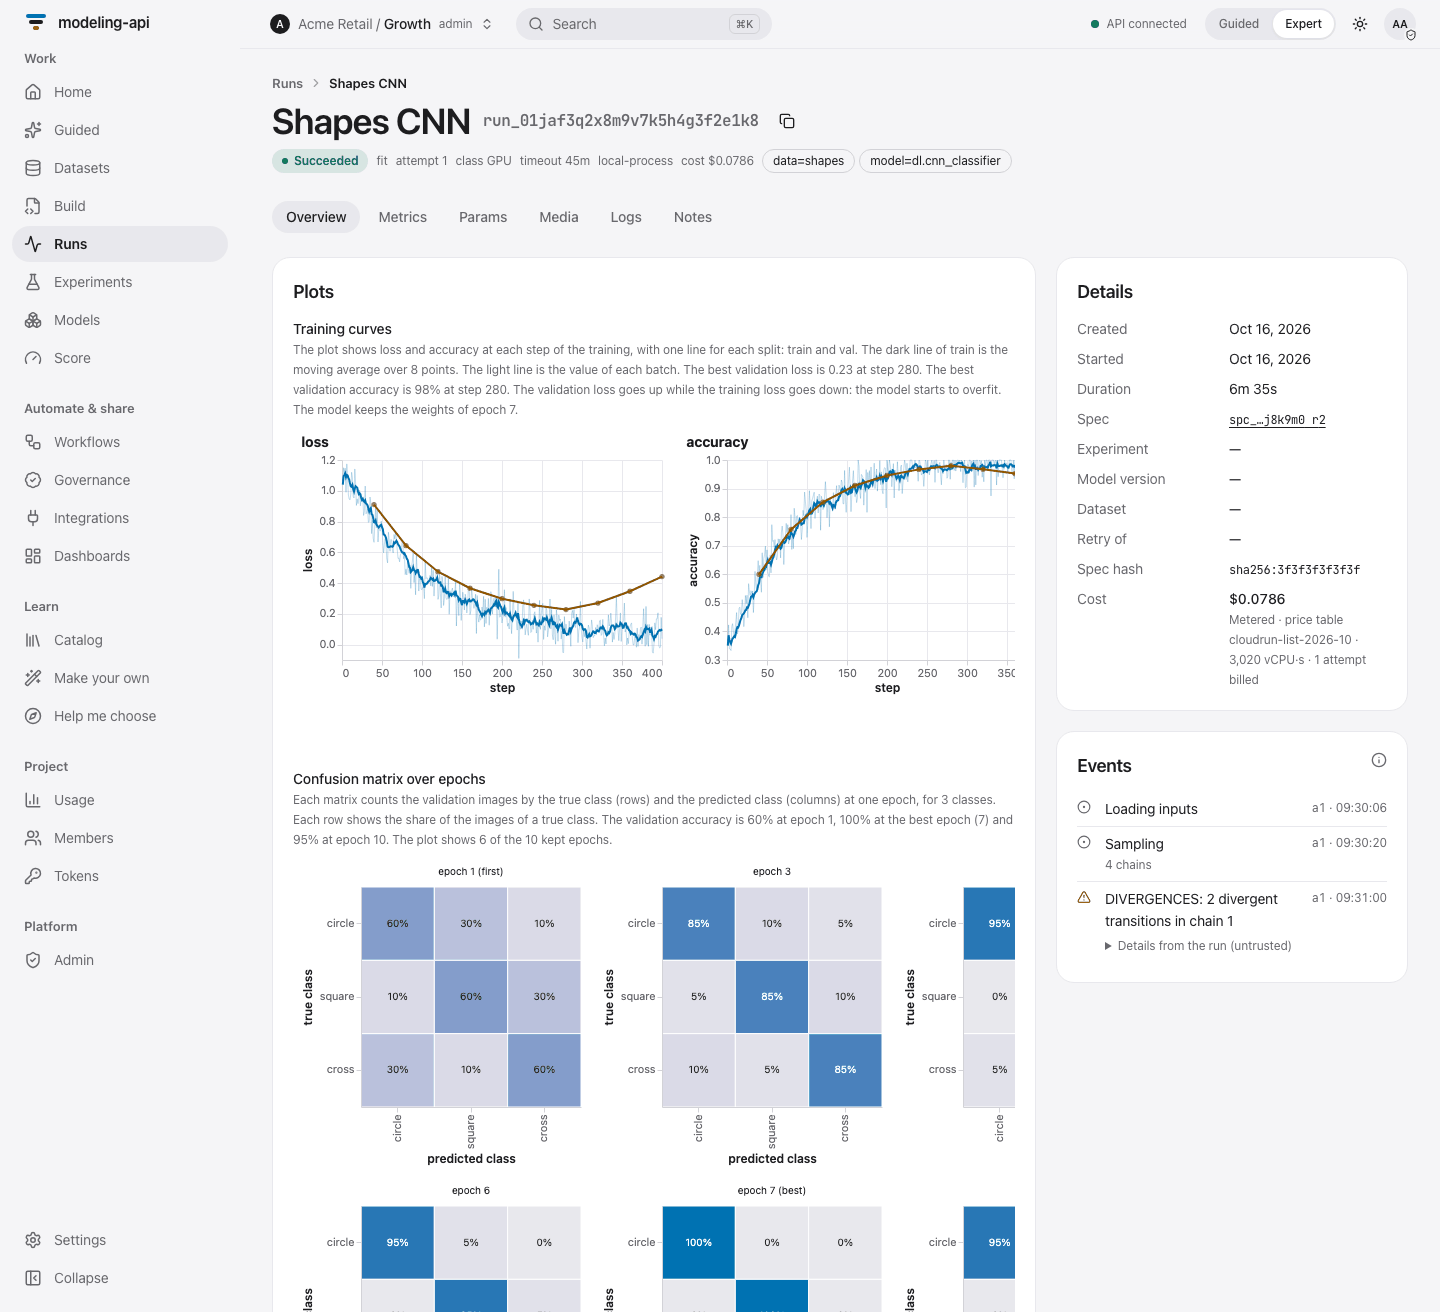 modeling-api
A
Acme Retail / Growth admin
Search
⌘K
API connected
Guided
Expert
AA
Work
Home
Guided
Datasets
Build
Runs
Experiments
Models
Score
Automate & share
Workflows
Governance
Integrations
Dashboards
Learn
Catalog
Make your own
Help me choose
Project
Usage
Members
Tokens
Platform
Admin
Settings
Collapse
Runs > Shapes CNN
Shapes CNN run_01jaf3q2x8m9v7k5h4g3f2e1k8
Succeeded fit attempt 1 class GPU timeout 45m local-process cost $0.0786 data=shapes model=dl.cnn_classifier
Overview Metrics Params Media Logs Notes
Plots
Training curves
The plot shows loss and accuracy at each step of the training, with one line for each split: train and val. The dark line of train is the
moving average over 8 points. The light line is the value of each batch. The best validation loss is 0.23 at step 280. The best
validation accuracy is 98% at step 280. The validation loss goes up while the training loss goes down: the model starts to overfit.
The model keeps the weights of epoch 7.
loss
1.2
1.0
0.8
0.6
0.4
0.2
0.0
loss
0 50 100 150 200 250 300 350 400
step
accuracy
1.0
0.9
0.8
0.7
0.6
0.5
0.4
0.3
accuracy
0 50 100 150 200 250 300 350
step
Confusion matrix over epochs
Each matrix counts the validation images by the true class (rows) and the predicted class (columns) at one epoch, for 3 classes.
Each row shows the share of the images of a true class. The validation accuracy is 60% at epoch 1, 100% at the best epoch (7) and
95% at epoch 10. The plot shows 6 of the 10 kept epochs.
epoch 1 (first)
true class
circle 60% 30% 10%
square 10% 60% 30%
cross 30% 10% 60%
circle square cross
predicted class
epoch 3
true class
circle 85% 10% 5%
square 5% 85% 10%
cross 10% 5% 85%
circle square cross
predicted class
true class
circle 95%
square 0%
cross 5%
circle
epoch 6
circle 95% 5% 0%
epoch 7 (best)
circle 100% 0% 0%
circle 95%
Details
Created Oct 16, 2026
Started Oct 16, 2026
Duration 6m 35s
Spec spc_…j8k9m0 r2
Experiment —
Model version —
Dataset —
Retry of —
Spec hash sha256:3f3f3f3f3f3f
Cost $0.0786
Metered · price table
cloudrun-list-2026-10 ·
3,020 vCPU·s · 1 attempt
billed
Events
Loading inputs a1 · 09:30:06
Sampling a1 · 09:30:20
4 chains
DIVERGENCES: 2 divergent a1 · 09:31:00
transitions in chain 1
Details from the run (untrusted)